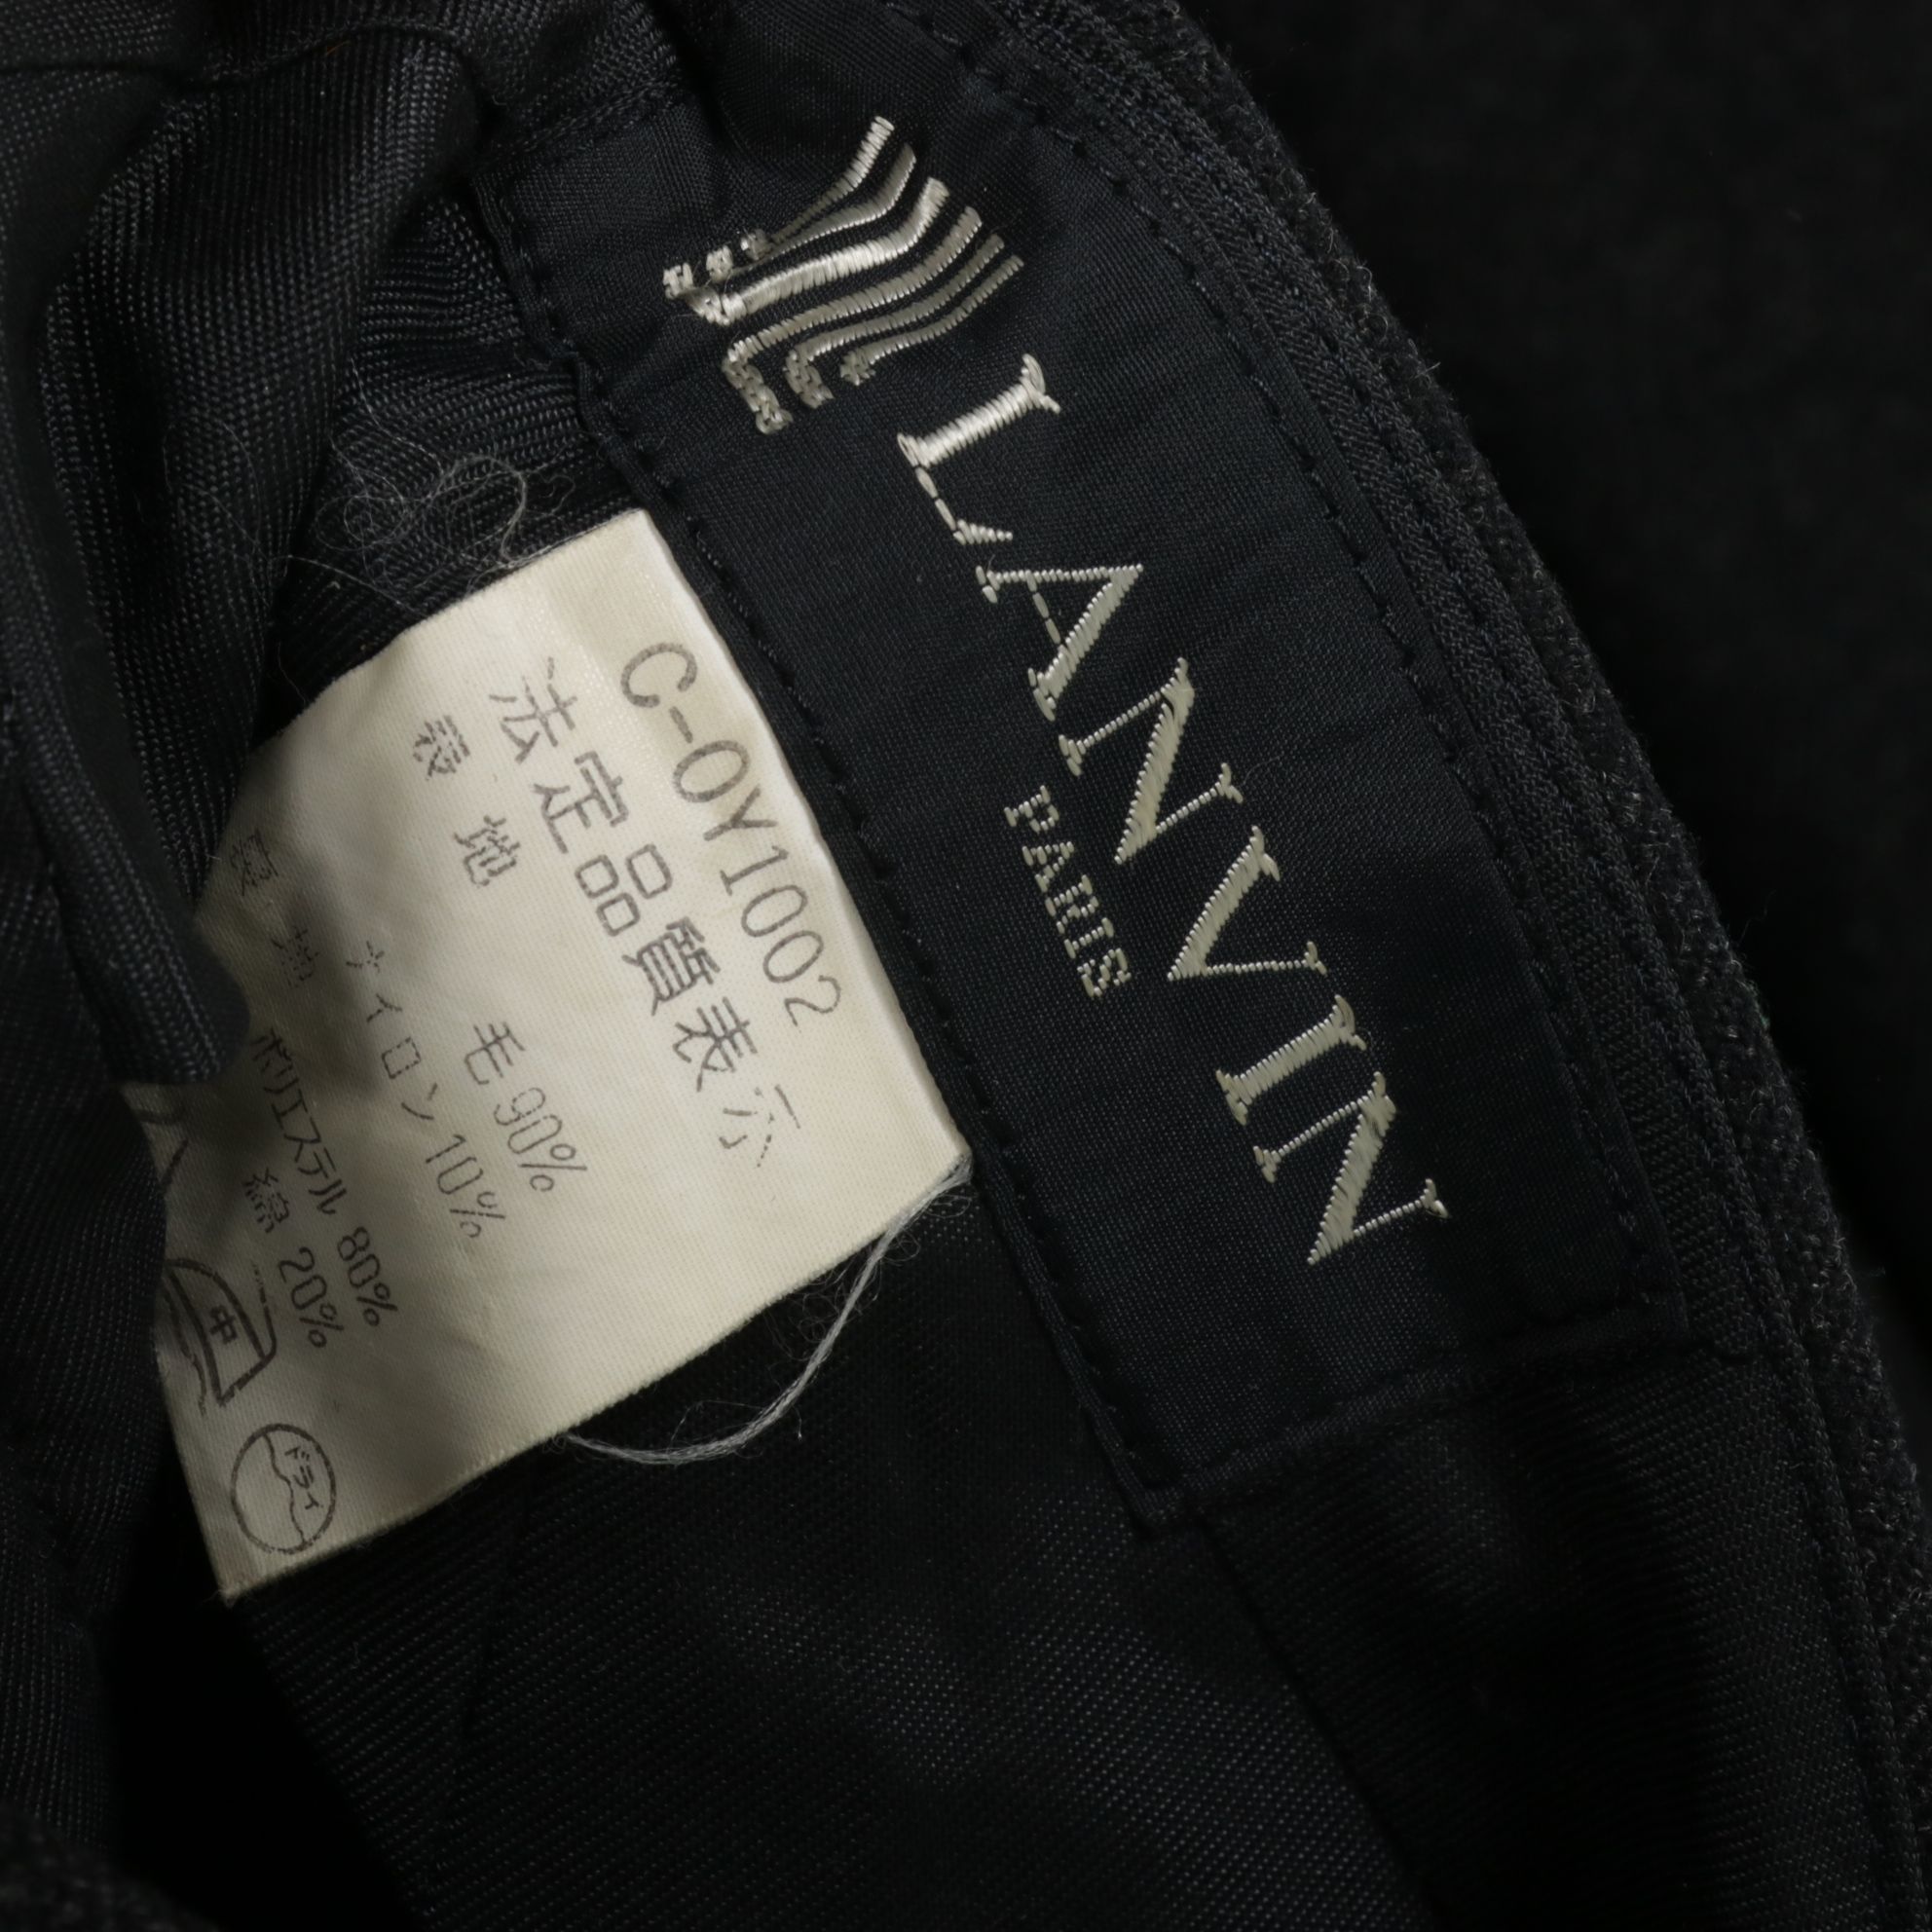 LANVIN
PARIS
C-0Y1002
法定品質表示
表 地
毛 90%
ナイロン 10%
ポリエステル 80%
綿 20%
中
ドライ